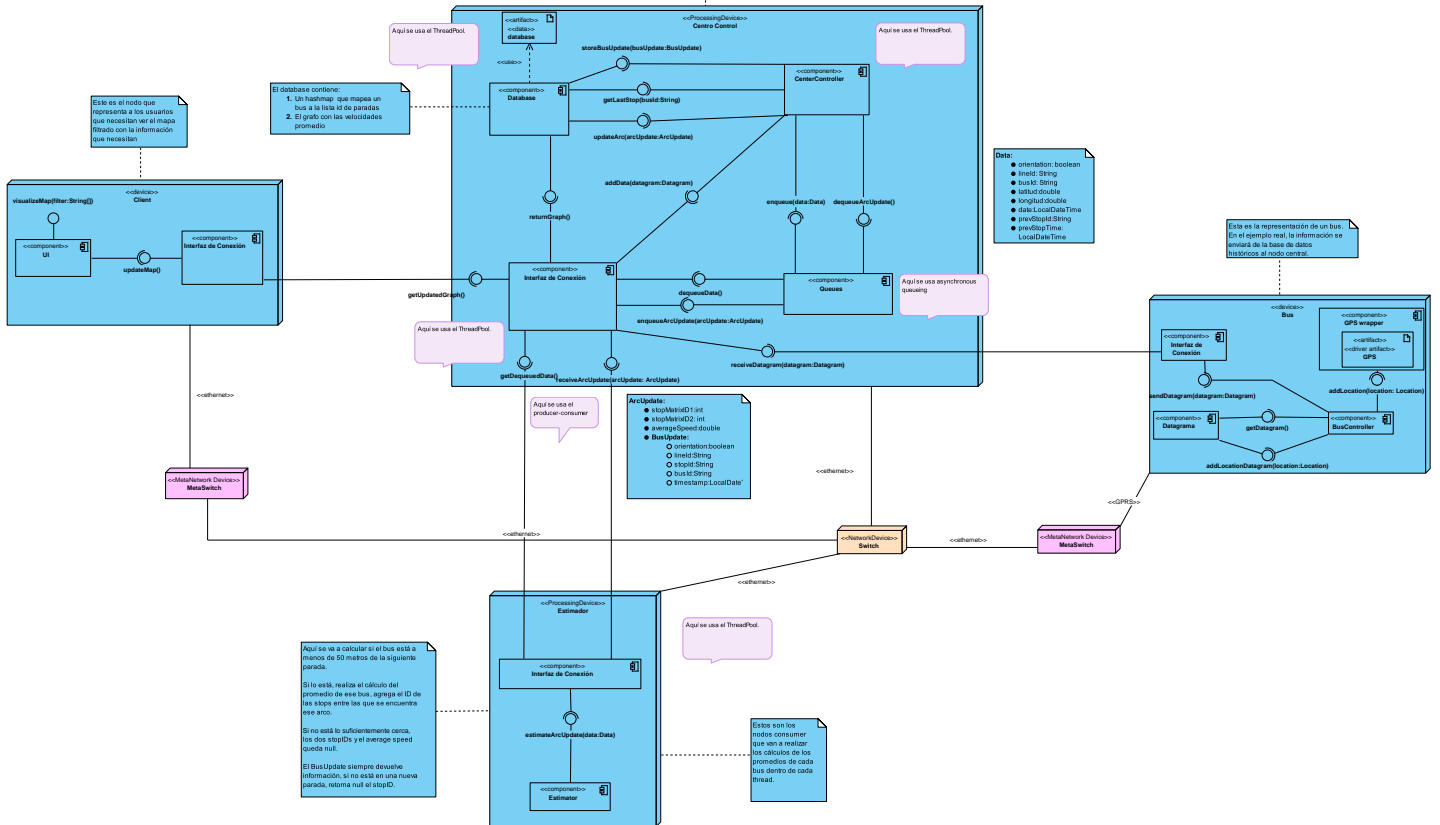 <<ProcessingDevice>>
Centro Control
<<artifact>>
<<data>>
database
Aquí se usa el ThreadPool.
Aquí se usa el ThreadPool.
storeBusUpdate(busUpdate:BusUpdate)
<<use>>
<<component>>
CenterController
<<component>>
Database
getLastStop(busId:String)
updateArc(arcUpdate:ArcUpdate)
El database contiene:
1. Un hashmap que mapea un
bus a la lista id de paradas
2. El grafo con las velocidades
promedio
Este es el nodo que
representa a los usuarios
que necesitan ver el mapa
filtrado con la información
que necesitan
addData(datagram:Datagram)
enqueue(data:Data)
dequeueArcUpdate()
returnGraph()
Data:
orientation: boolean
lineId: String
busId: String
latitud:double
longitud:double
date:LocalDateTime
prevStopId:String
prevStopTime:
LocalDateTime
<<device>>
Client
visualizeMap(filter:String[])
<<component>>
UI
updateMap()
<<component>>
Interfaz de Conexión
getUpdatedGraph()
<<component>>
Interfaz de Conexión
dequeueData()
enqueueArcUpdate(arcUpdate:ArcUpdate)
<<component>>
Queues
Aquí se usa asynchronous
queueing
Aquí se usa el ThreadPool.
getDequeuedData()
receiveArcUpdate(arcUpdate: ArcUpdate)
receiveDatagram(datagram:Datagram)
Esta es la representación de un bus.
En el ejemplo real, la información se
enviará de la base de datos
históricos al nodo central.
<<device>>
Bus
<<component>>
GPS wrapper
<<artifact>>
<<driver artifact>>
GPS
<<component>>
Interfaz de
Conexión
addLocation(location: Location)
sendDatagram(datagram:Datagram)
<<component>>
Datagrama
getDatagram()
<<component>>
BusController
addLocationDatagram(location:Location)
Aquí se usa el
producer-consumer
ArcUpdate:
stopMatrixID1:int
stopMatrixID2: int
averageSpeed:double
BusUpdate:
orientation:boolean
lineId:String
stopId:String
busId:String
timestamp:LocalDate
<<ethernet>>
<<ethernet>>
<<GPRS>>
<<MetaNetwork Device>>
MetaSwitch
<<ethernet>>
<<NetworkDevice>>
Switch
<<ethernet>>
<<MetaNetwork Device>>
MetaSwitch
<<ethernet>>
<<ProcessingDevice>>
Estimador
Aquí se usa el ThreadPool.
<<component>>
Interfaz de Conexión
estimateArcUpdate(data:Data)
<<component>>
Estimator
Aquí se va a calcular si el bus está a
menos de 50 metros de la siguiente
parada.
Si lo está, realiza el cálculo del
promedio de ese bus, agrega el ID de
las stops entre las que se encuentra
ese arco.
Si no está lo suficientemente cerca,
los dos stopIDs y el average speed
queda null.
El BusUpdate siempre devuelve
información, si no está en una nueva
parada, retorna null el stopID.
Estos son los
nodos consumer
que van a realizar
los cálculos de los
promedios de cada
bus dentro de cada
thread.